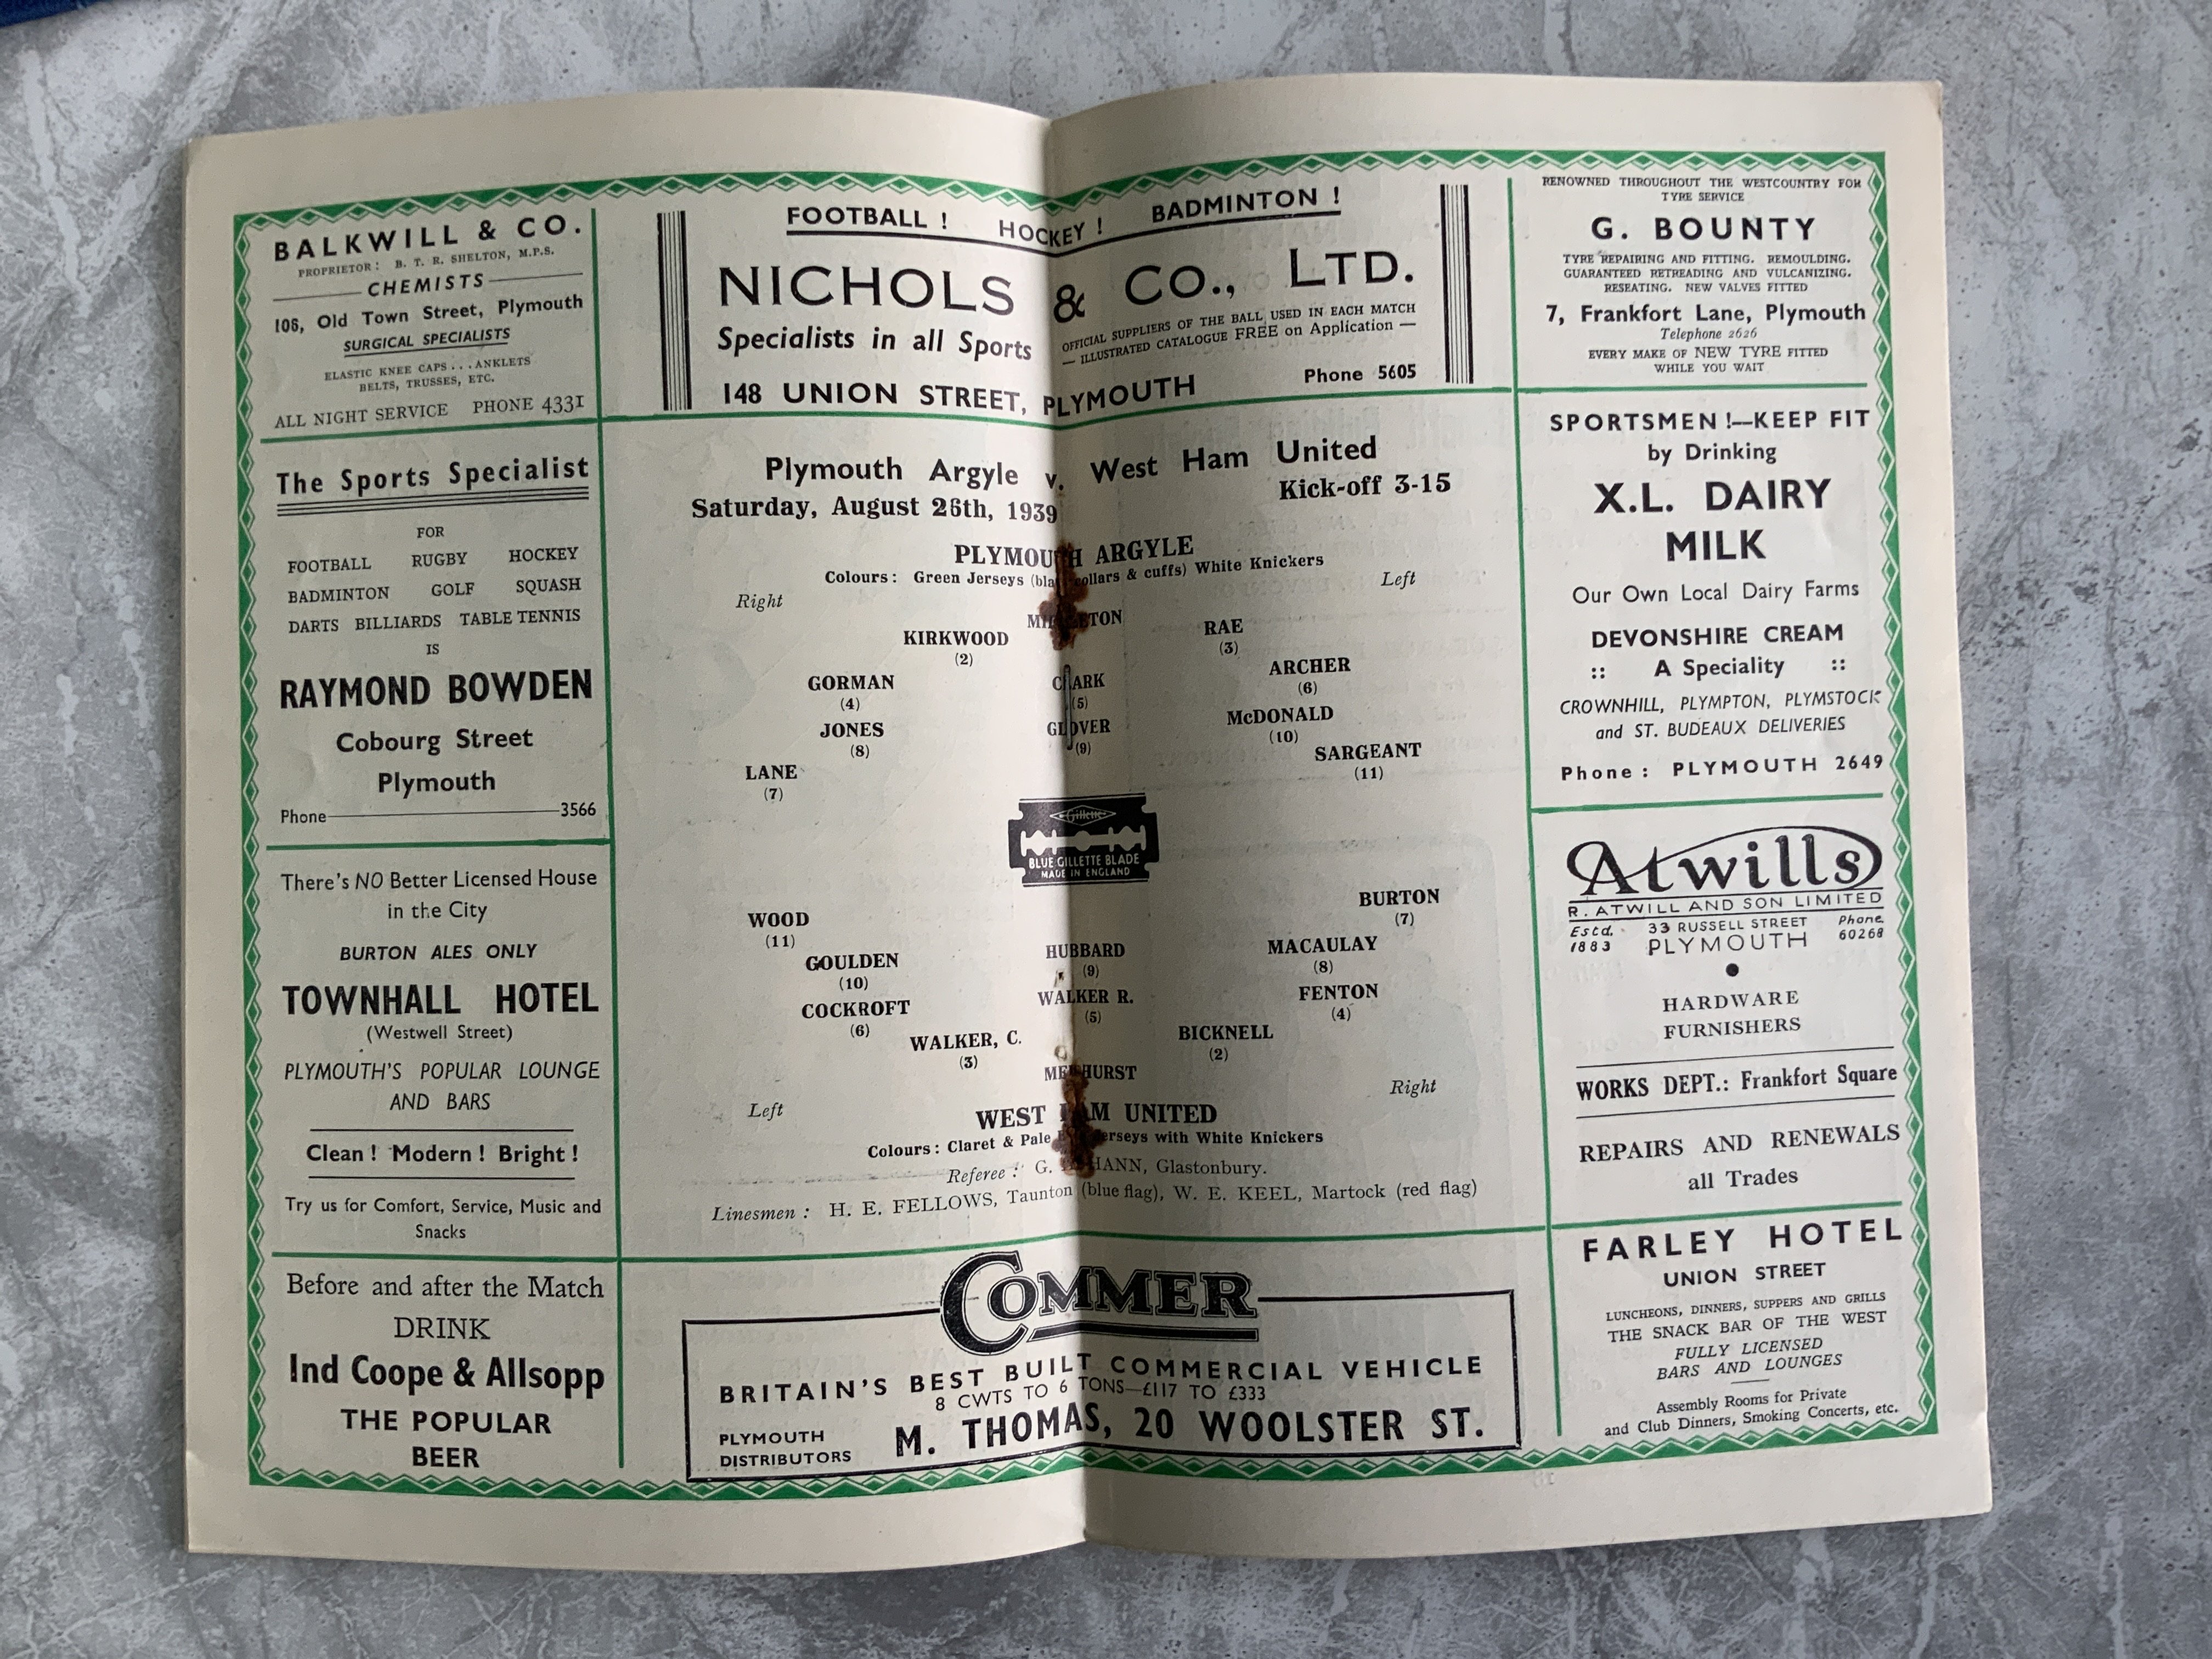 BALKWILL & CO.
PROPRIETOR: B. T. R. SHELTON, M.P.S.
CHEMISTS
106, Old Town Street, Plymouth
SURGICAL SPECIALISTS
ELASTIC KNEE CAPS...ANKLETS
BELTS, TRUSSES, ETC.
ALL NIGHT SERVICE PHONE 4331
The Sports Specialist
FOR
FOOTBALL RUGBY HOCKEY
BADMINTON GOLF SQUASH
DARTS BILLIARDS TABLE TENNIS
IS
RAYMOND BOWDEN
Cobourg Street
Plymouth
Phone 3566
There's NO Better Licensed House
in the City
BURTON ALES ONLY
TOWNHALL HOTEL
(Westwell Street)
PLYMOUTH'S POPULAR LOUNGE
AND BARS
Clean! Modern! Bright!
Try us for Comfort, Service, Music and
Snacks
Before and after the Match
DRINK
Ind Coope & Allsopp
THE POPULAR
BEER
FOOTBALL! HOCKEY! BADMINTON!
NICHOLS & CO., LTD.
Specialists in all Sports
OFFICIAL SUPPLIERS OF THE BALL USED IN EACH MATCH
— ILLUSTRATED CATALOGUE FREE on Application —
148 UNION STREET, PLYMOUTH Phone 5605
Plymouth Argyle v. West Ham United
Saturday, August 26th, 1939 Kick-off 3-15
PLYMOUTH ARGYLE
Colours: Green Jerseys collars & cuffs) White Knickers
Right Left
KIRKWOOD RAE
(2) (3)
GORMAN CLARK ARCHER
(4) (5) (6)
JONES GLOVER McDONALD
(8) (9) (10)
LANE SARGEANT
(7) (11)
Gillette
BLUE GILLETTE BLADE
MADE IN ENGLAND
WOOD BURTON
(11) (7)
GOULDEN HUBBARD MACAULAY
(10) (9) (8)
COCKROFT WALKER R. FENTON
(6) (5) (4)
WALKER, C. BICKNELL
(3) (2)
Left Right
WEST HAM UNITED
Colours: Claret & Pale Jerseys with White Knickers
Referee: G. Glastonbury.
Linesmen: H. E. FELLOWS, Taunton (blue flag), W. E. KEEL, Martock (red flag)
COMMER
BRITAIN'S BEST BUILT COMMERCIAL VEHICLE
8 CWTS TO 6 TONS—£117 TO £333
PLYMOUTH
DISTRIBUTORS
M. THOMAS, 20 WOOLSTER ST.
RENOWNED THROUGHOUT THE WESTCOUNTRY FOR
TYRE SERVICE
G. BOUNTY
TYRE REPAIRING AND FITTING. REMOULDING.
GUARANTEED RETREADING AND VULCANIZING.
RESEATING. NEW VALVES FITTED
7, Frankfort Lane, Plymouth
Telephone 2626
EVERY MAKE OF NEW TYRE FITTED
WHILE YOU WAIT
SPORTSMEN!—KEEP FIT
by Drinking
X.L. DAIRY
MILK
Our Own Local Dairy Farms
DEVONSHIRE CREAM
:: A Speciality ::
CROWNHILL, PLYMPTON, PLYMSTOCK
and ST. BUDEAUX DELIVERIES
Phone: PLYMOUTH 2649
Atwills
R. ATWILL AND SON LIMITED
Estd. 1883 33 RUSSELL STREET PLYMOUTH Phone 60268
HARDWARE
FURNISHERS
WORKS DEPT.: Frankfort Square
REPAIRS AND RENEWALS
all Trades
FARLEY HOTEL
UNION STREET
LUNCHEONS, DINNERS, SUPPERS AND GRILLS
THE SNACK BAR OF THE WEST
FULLY LICENSED
BARS AND LOUNGES
Assembly Rooms for Private
and Club Dinners, Smoking Concerts, etc.